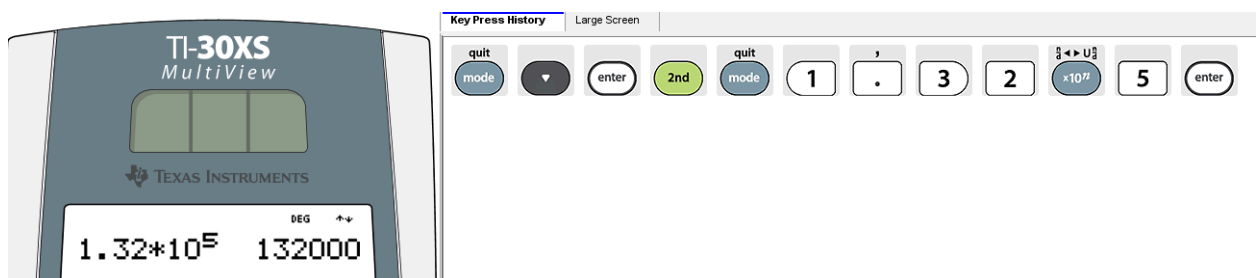 TI-30XS
MultiView
TEXAS INSTRUMENTS
DEG
1.32*10⁵ 132000
Key Press History Large Screen
quit quit , n/d ◄► U n/d
mode ▼ enter 2nd mode 1 . 3 2 ×10ⁿ 5 enter